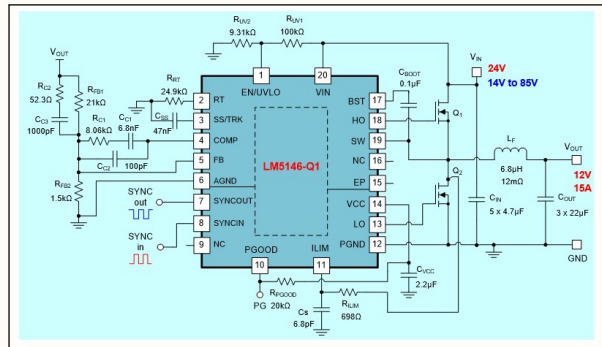 RUV2
9.31kΩ
RUV1
100kΩ
VOUT
RC2
52.3Ω
RFB1
21kΩ
CC3
1000pF
RC1
8.06kΩ
CC1
6.8nF
CC2
100pF
RFB2
1.5kΩ
RRT
24.9kΩ
CSS
47nF
1
EN/UVLO
20
VIN
2 RT
3 SS/TRK
4 COMP
5 FB
6 AGND
7 SYNCOUT
8 SYNCIN
9 NC
LM5146-Q1
BST 17
HO 18
SW 19
NC 16
EP 15
VCC 14
LO 13
PGND 12
PGOOD
10
ILIM
11
SYNC
out
SYNC
in
PG
RPGOOD
20kΩ
Cs
6.8pF
RILIM
698Ω
CVCC
2.2µF
CBOOT
0.1µF
VIN
24V
14V to 85V
Q1
Q2
LF
6.8µH
12mΩ
VOUT
12V
15A
CIN
5 x 4.7µF
COUT
3 x 22µF
GND